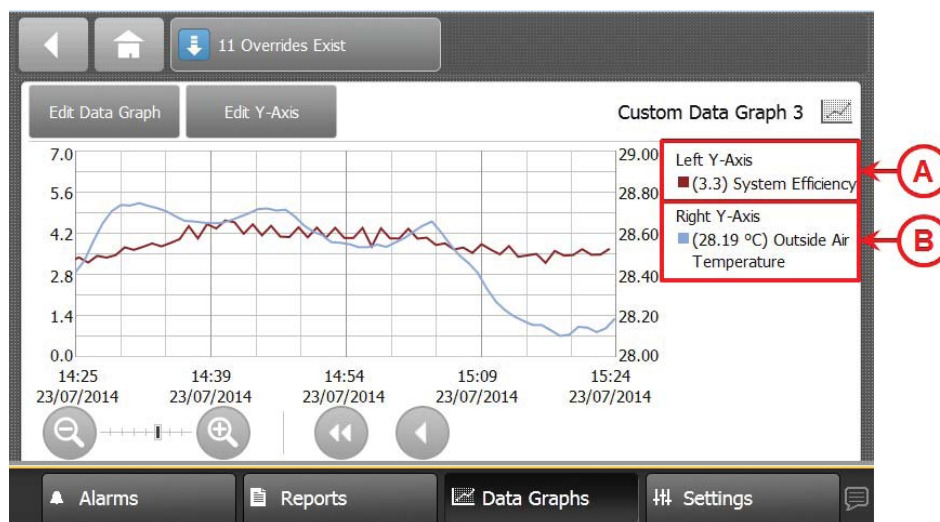 11 Overrides Exist
Edit Data Graph
Edit Y-Axis
Custom Data Graph 3
7.0
5.6
4.2
2.8
1.4
0.0
29.00
28.80
28.60
28.40
28.20
28.00
14:25
23/07/2014
14:39
23/07/2014
14:54
23/07/2014
15:09
23/07/2014
15:24
23/07/2014
Left Y-Axis
(3.3) System Efficiency
A
Right Y-Axis
(28.19 ºC) Outside Air
Temperature
B
Alarms
Reports
Data Graphs
Settings